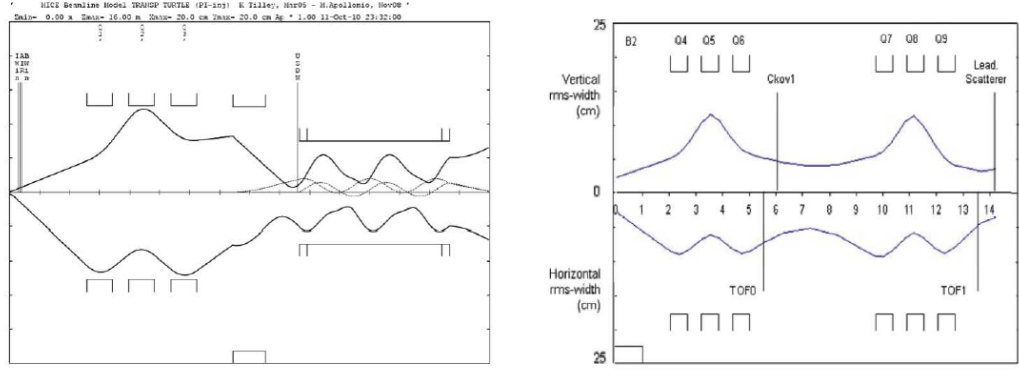 MICE Beamline Model TRANSP TURTLE (PI-inj) K Tilley, Mar05 - M.Apollonio, Nov08
Zmin= 0.00 m Zmax= 16.00 m Xmax= 20.0 cm Ymax= 20.0 cm Ap * 1.00 11-Oct-10 23:32:00
25
B2
Q4 Q5 Q6
Q7 Q8 Q9
Vertical
rms-width
(cm)
Ckov1
Lead
Scatterer
0
0 1 2 3 4 5 6 7 8 9 10 11 12 13 14
Horizontal
rms-width
(cm)
TOF0
TOF1
25